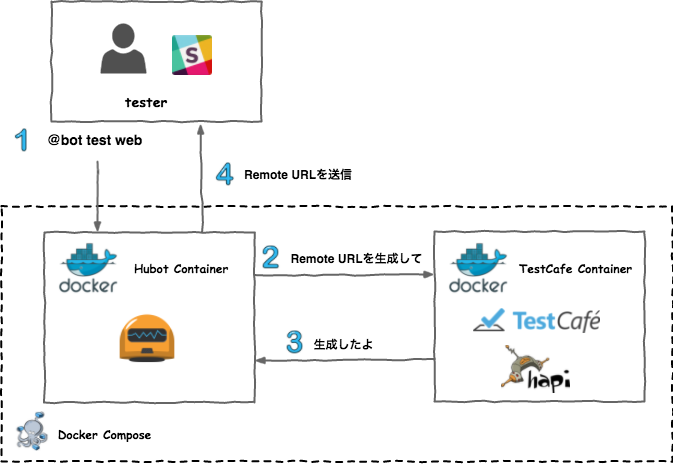 S
tester
1
@bot test web
4
Remote URLを送信
docker
Hubot Container
2
Remote URLを生成して
docker
TestCafe Container
TestCafé
3
生成したよ
hapi
Docker Compose